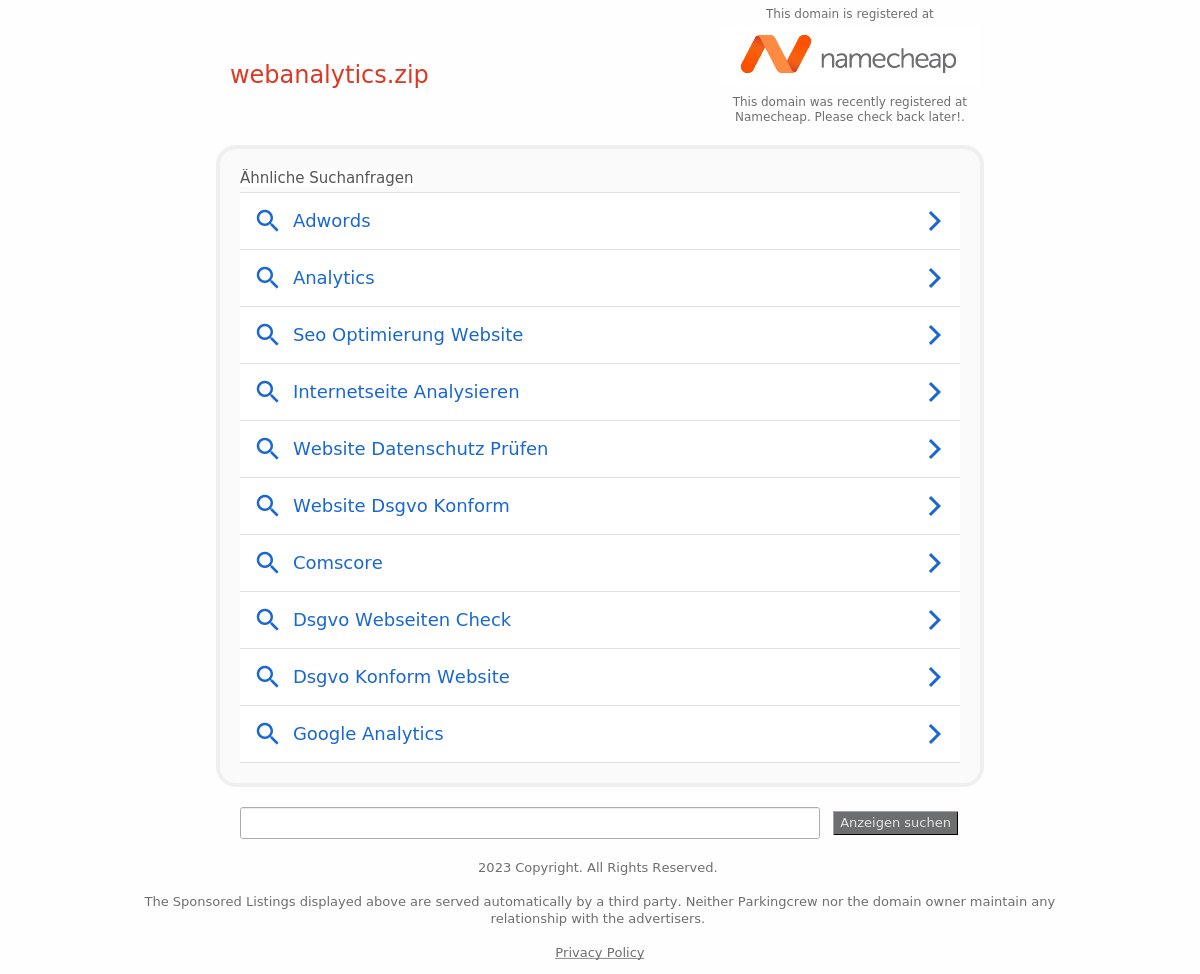 This domain is registered at
namecheap
webanalytics.zip
This domain was recently registered at
Namecheap. Please check back later!.
Ähnliche Suchanfragen
Adwords
Analytics
Seo Optimierung Website
Internetseite Analysieren
Website Datenschutz Prüfen
Website Dsgvo Konform
Comscore
Dsgvo Webseiten Check
Dsgvo Konform Website
Google Analytics
Anzeigen suchen
2023 Copyright. All Rights Reserved.
The Sponsored Listings displayed above are served automatically by a third party. Neither Parkingcrew nor the domain owner maintain any
relationship with the advertisers.
Privacy Policy